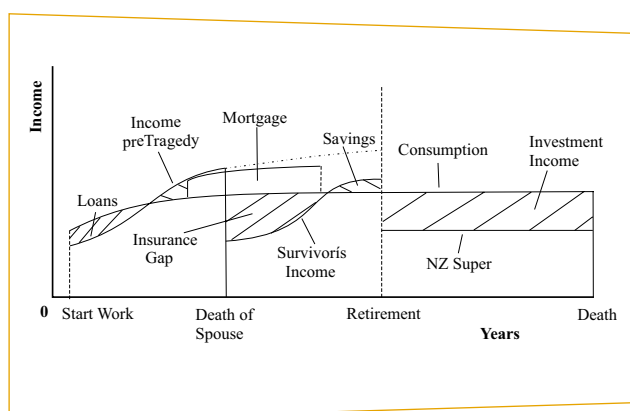 Income
Income
preTragedy
Mortgage
Savings
Consumption
Investment
Income
Loans
Insurance
Gap
Survivorís
Income
NZ Super
0
Start Work
Death of
Spouse
Retirement
Years
Death